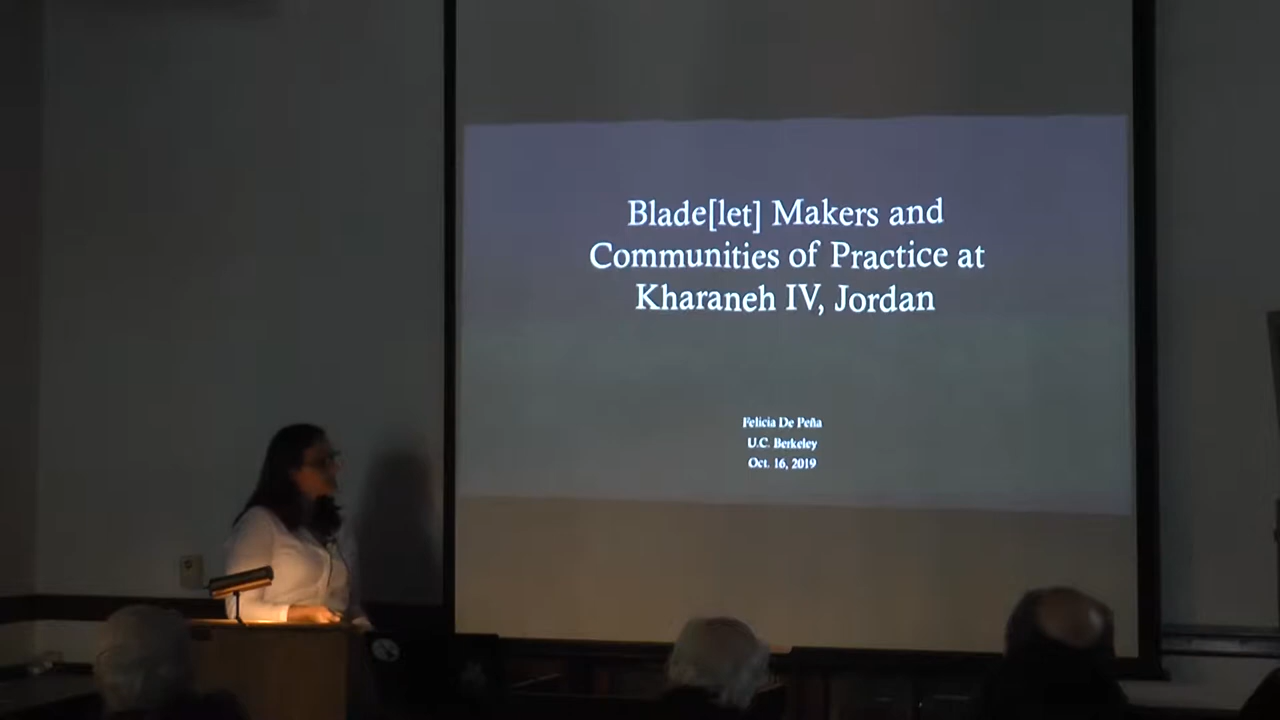 Blade[let] Makers and
Communities of Practice at
Kharaneh IV, Jordan
Felicia De Peña
U.C. Berkeley
Oct. 16, 2019